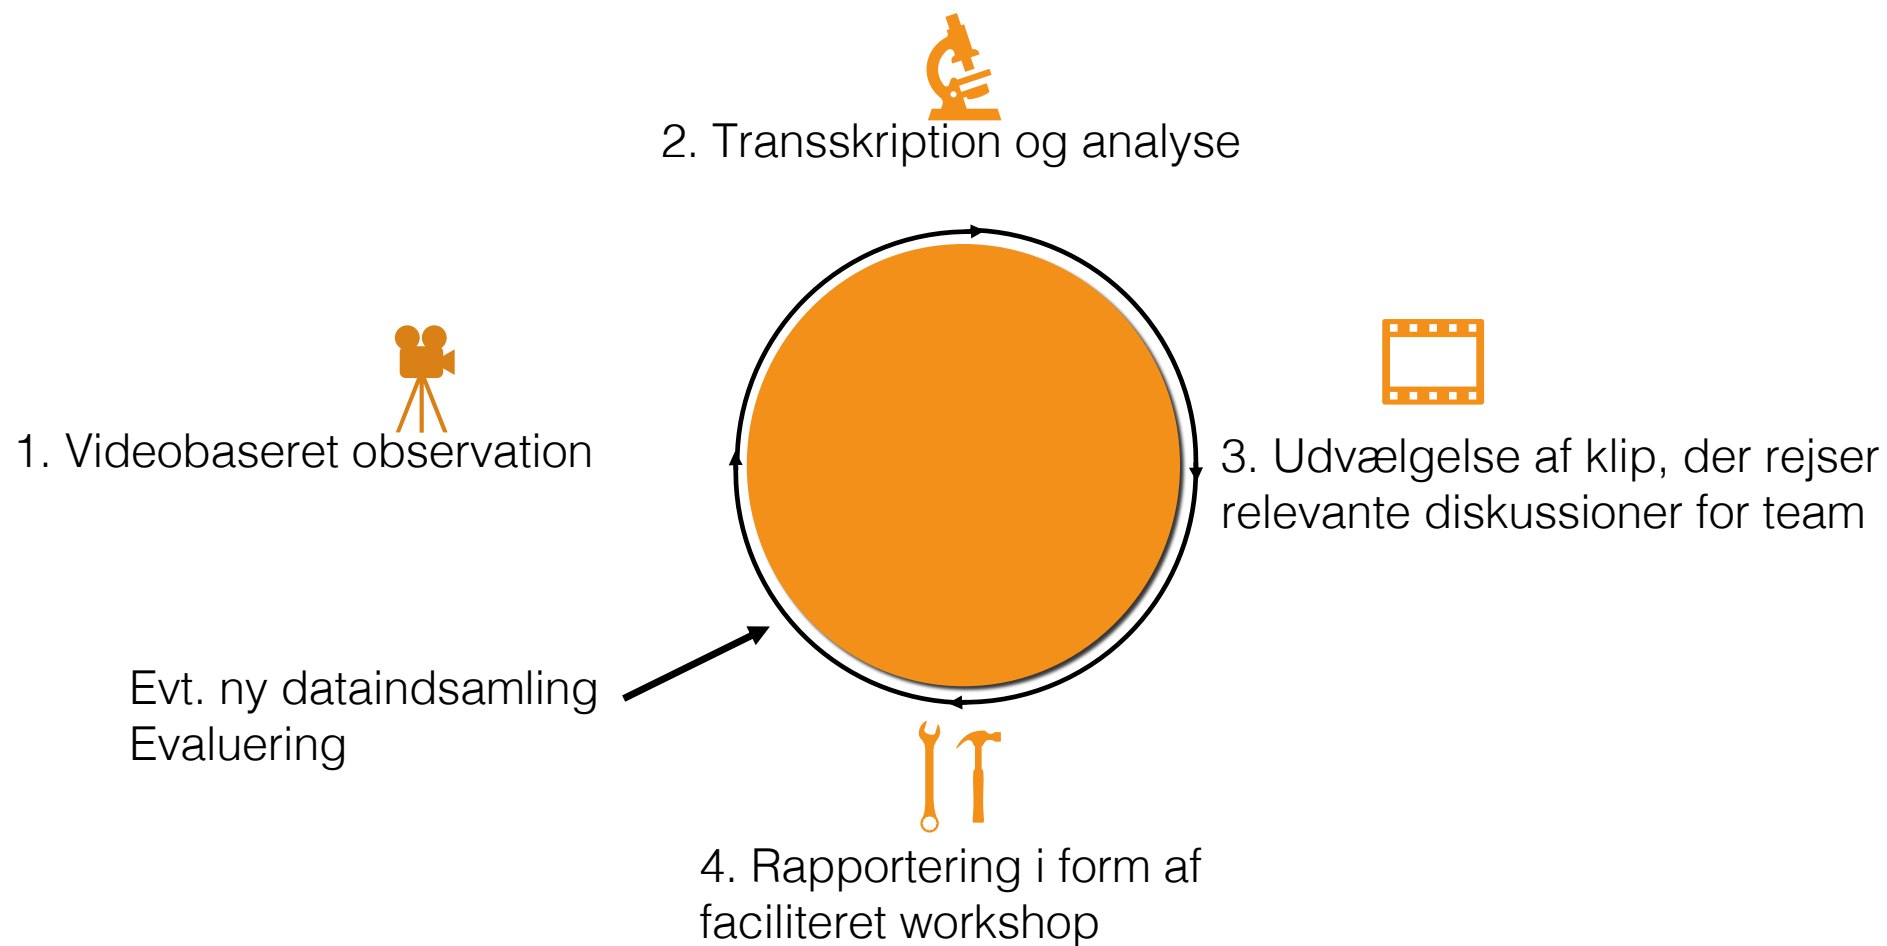 2. Transskription og analyse
1. Videobaseret observation
3. Udvælgelse af klip, der rejser
relevante diskussioner for team
Evt. ny dataindsamling
Evaluering
4. Rapportering i form af
faciliteret workshop